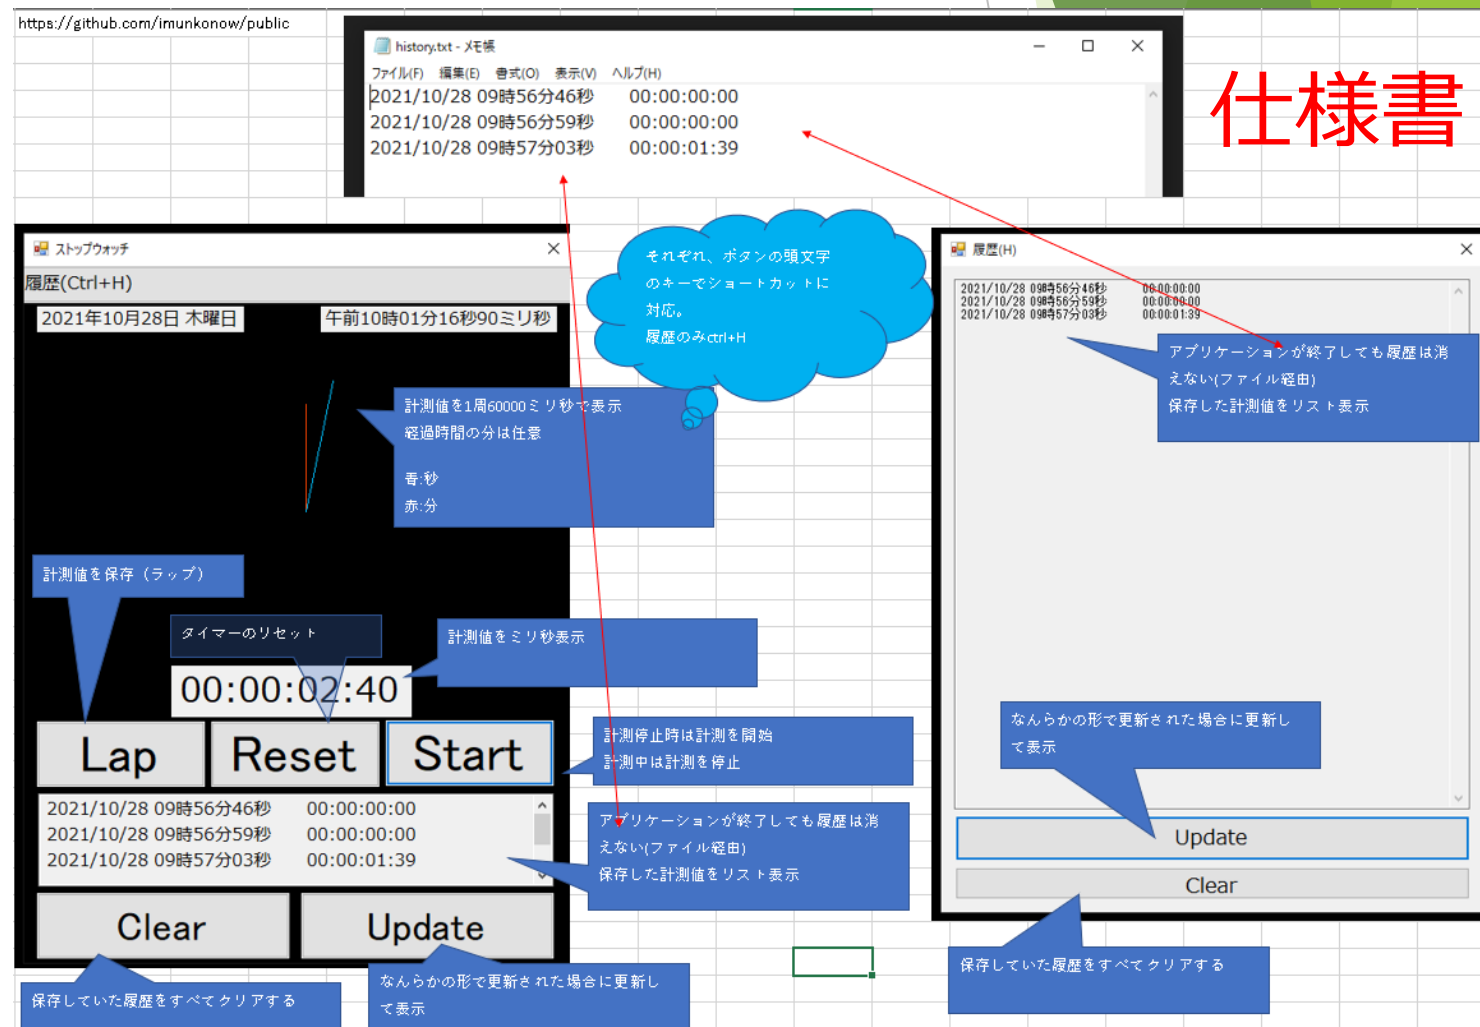 https://github.com/imunkonow/public
history.txt - メモ帳
ファイル(F) 編集(E) 書式(O) 表示(V) ヘルプ(H)
2021/10/28 09時56分46秒 00:00:00:00
2021/10/28 09時56分59秒 00:00:00:00
2021/10/28 09時57分03秒 00:00:01:39
仕様書
ストップウォッチ
履歴(Ctrl+H)
2021年10月28日 木曜日 午前10時01分16秒90ミリ秒
それぞれ、ボタンの頭文字
のキーでショートカットに
対応。
履歴のみctrl+H
計測値を1周60000ミリ秒で表示
経過時間の分は任意
青:秒
赤:分
計測値を保存（ラップ）
タイマーのリセット
計測値をミリ秒表示
00:00:02:40
Lap Reset Start
計測停止時は計測を開始
計測中は計測を停止
2021/10/28 09時56分46秒 00:00:00:00
2021/10/28 09時56分59秒 00:00:00:00
2021/10/28 09時57分03秒 00:00:01:39
アプリケーションが終了しても履歴は消
えない(ファイル経由)
保存した計測値をリスト表示
Clear Update
保存していた履歴をすべてクリアする
なんらかの形で更新された場合に更新し
て表示
履歴(H)
2021/10/28 09時56分46秒 00:00:00:00
2021/10/28 09時56分59秒 00:00:00:00
2021/10/28 09時57分03秒 00:00:01:39
アプリケーションが終了しても履歴は消
えない(ファイル経由)
保存した計測値をリスト表示
なんらかの形で更新された場合に更新し
て表示
Update
Clear
保存していた履歴をすべてクリアする